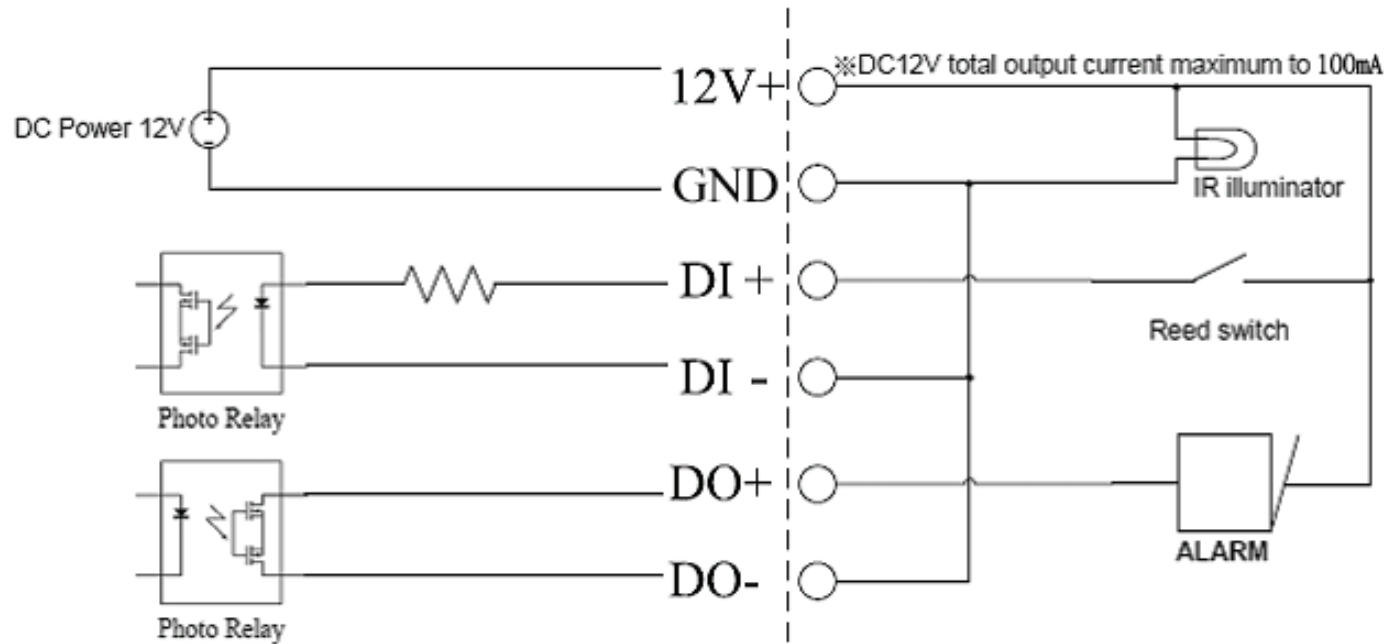 12V+
※DC12V total output current maximum to 100mA
DC Power 12V
GND
IR illuminator
DI +
Reed switch
DI -
Photo Relay
DO+
ALARM
DO-
Photo Relay